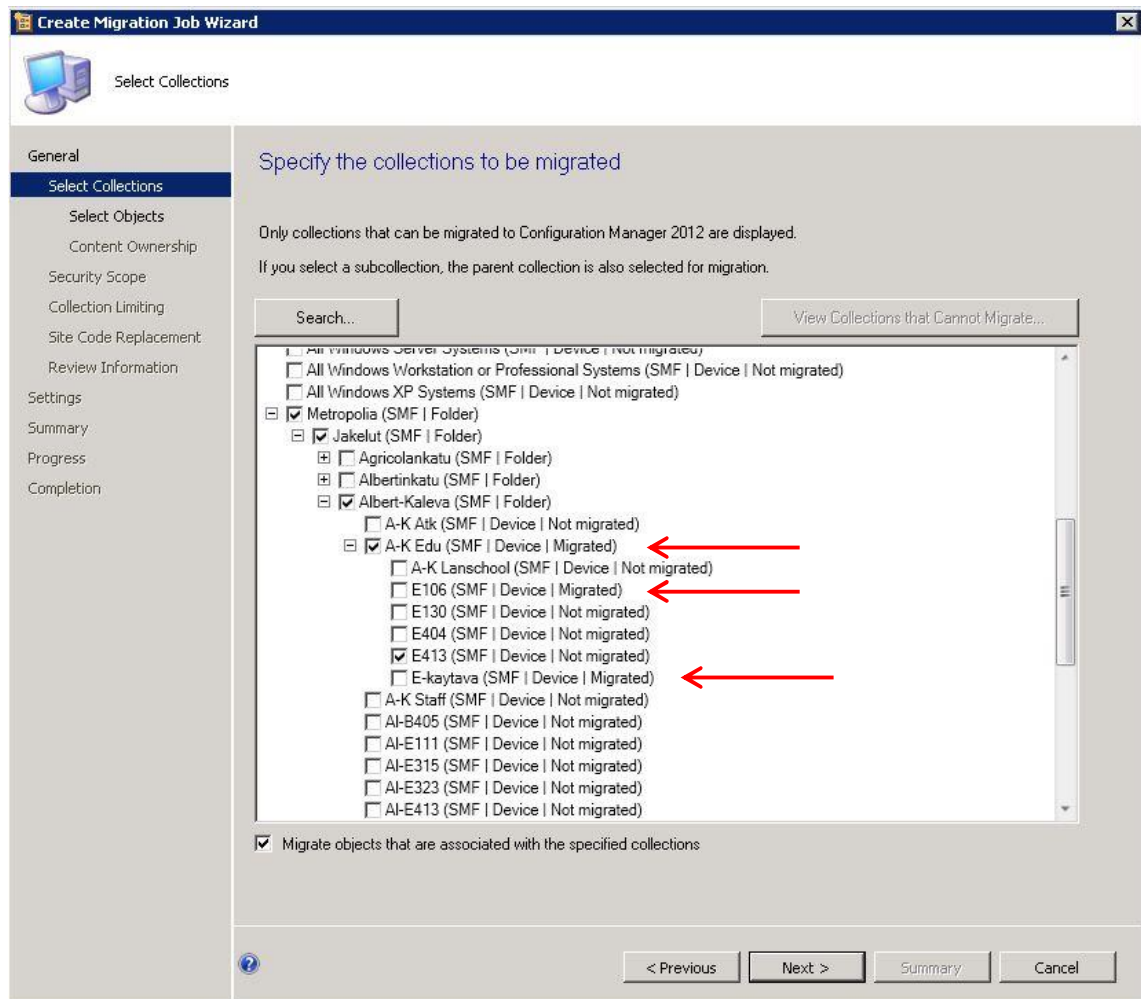 Create Migration Job Wizard
Select Collections
General
Select Collections
Select Objects
Content Ownership
Security Scope
Collection Limiting
Site Code Replacement
Review Information
Settings
Summary
Progress
Completion
Specify the collections to be migrated
Only collections that can be migrated to Configuration Manager 2012 are displayed.
If you select a subcollection, the parent collection is also selected for migration.
Search... View Collections that Cannot Migrate...
All Windows Server Systems (SMF | Device | Not migrated)
All Windows Workstation or Professional Systems (SMF | Device | Not migrated)
All Windows XP Systems (SMF | Device | Not migrated)
Metropolia (SMF | Folder)
Jakelut (SMF | Folder)
Agricolankatu (SMF | Folder)
Albertinkatu (SMF | Folder)
Albert-Kaleva (SMF | Folder)
A-K Atk (SMF | Device | Not migrated)
A-K Edu (SMF | Device | Migrated)
A-K Lanschool (SMF | Device | Not migrated)
E106 (SMF | Device | Migrated)
E130 (SMF | Device | Not migrated)
E404 (SMF | Device | Not migrated)
E413 (SMF | Device | Not migrated)
E-kaytava (SMF | Device | Migrated)
A-K Staff (SMF | Device | Not migrated)
Al-B405 (SMF | Device | Not migrated)
Al-E111 (SMF | Device | Not migrated)
Al-E315 (SMF | Device | Not migrated)
Al-E323 (SMF | Device | Not migrated)
Al-E413 (SMF | Device | Not migrated)
Migrate objects that are associated with the specified collections
< Previous Next > Summary Cancel